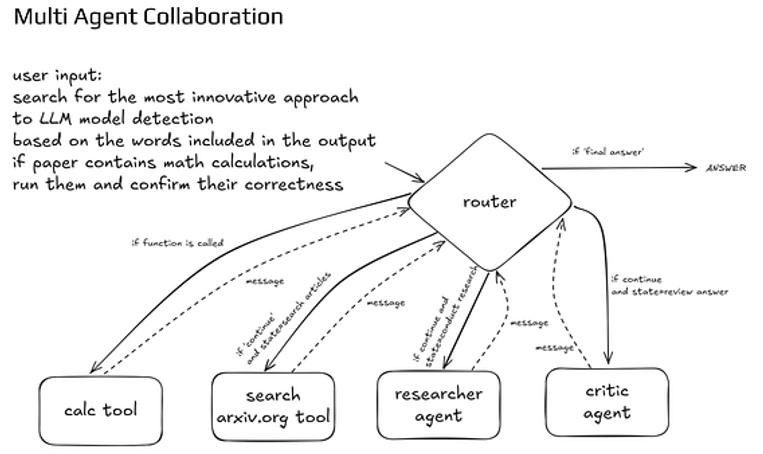 Multi Agent Collaboration
user input:
search for the most innovative approach
to LLM model detection
based on the words included in the output
if paper contains math calculations,
run them and confirm their correctness
if 'final answer'
ANSWER
router
if function is called
message
if 'continue'
and state=search articles
message
if continue and
state=conduct research
message
message
if continue
and state=review answer
calc tool
search
arxiv.org tool
researcher
agent
critic
agent